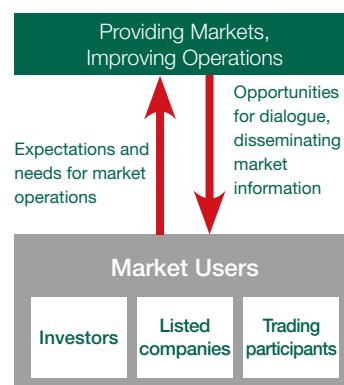 Providing Markets,
Improving Operations
Expectations and
needs for market
operations
Opportunities
for dialogue,
disseminating
market
information
Market Users
Investors
Listed
companies
Trading
participants